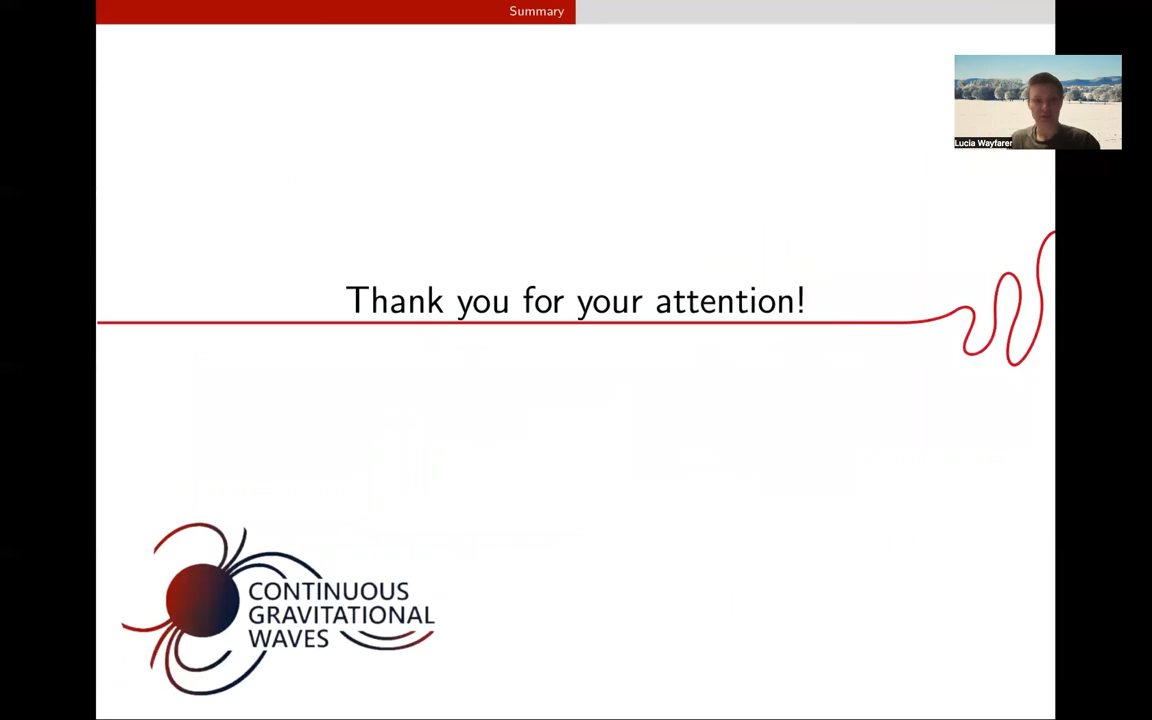 Summary
Lucia Wayfarer
Thank you for your attention!
CONTINUOUS
GRAVITATIONAL
WAVES